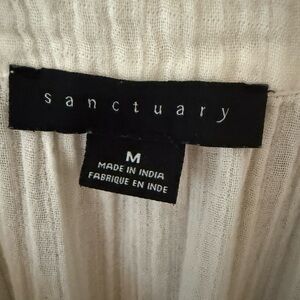 sanctuary
M
MADE IN INDIA
FABRIQUE EN INDE